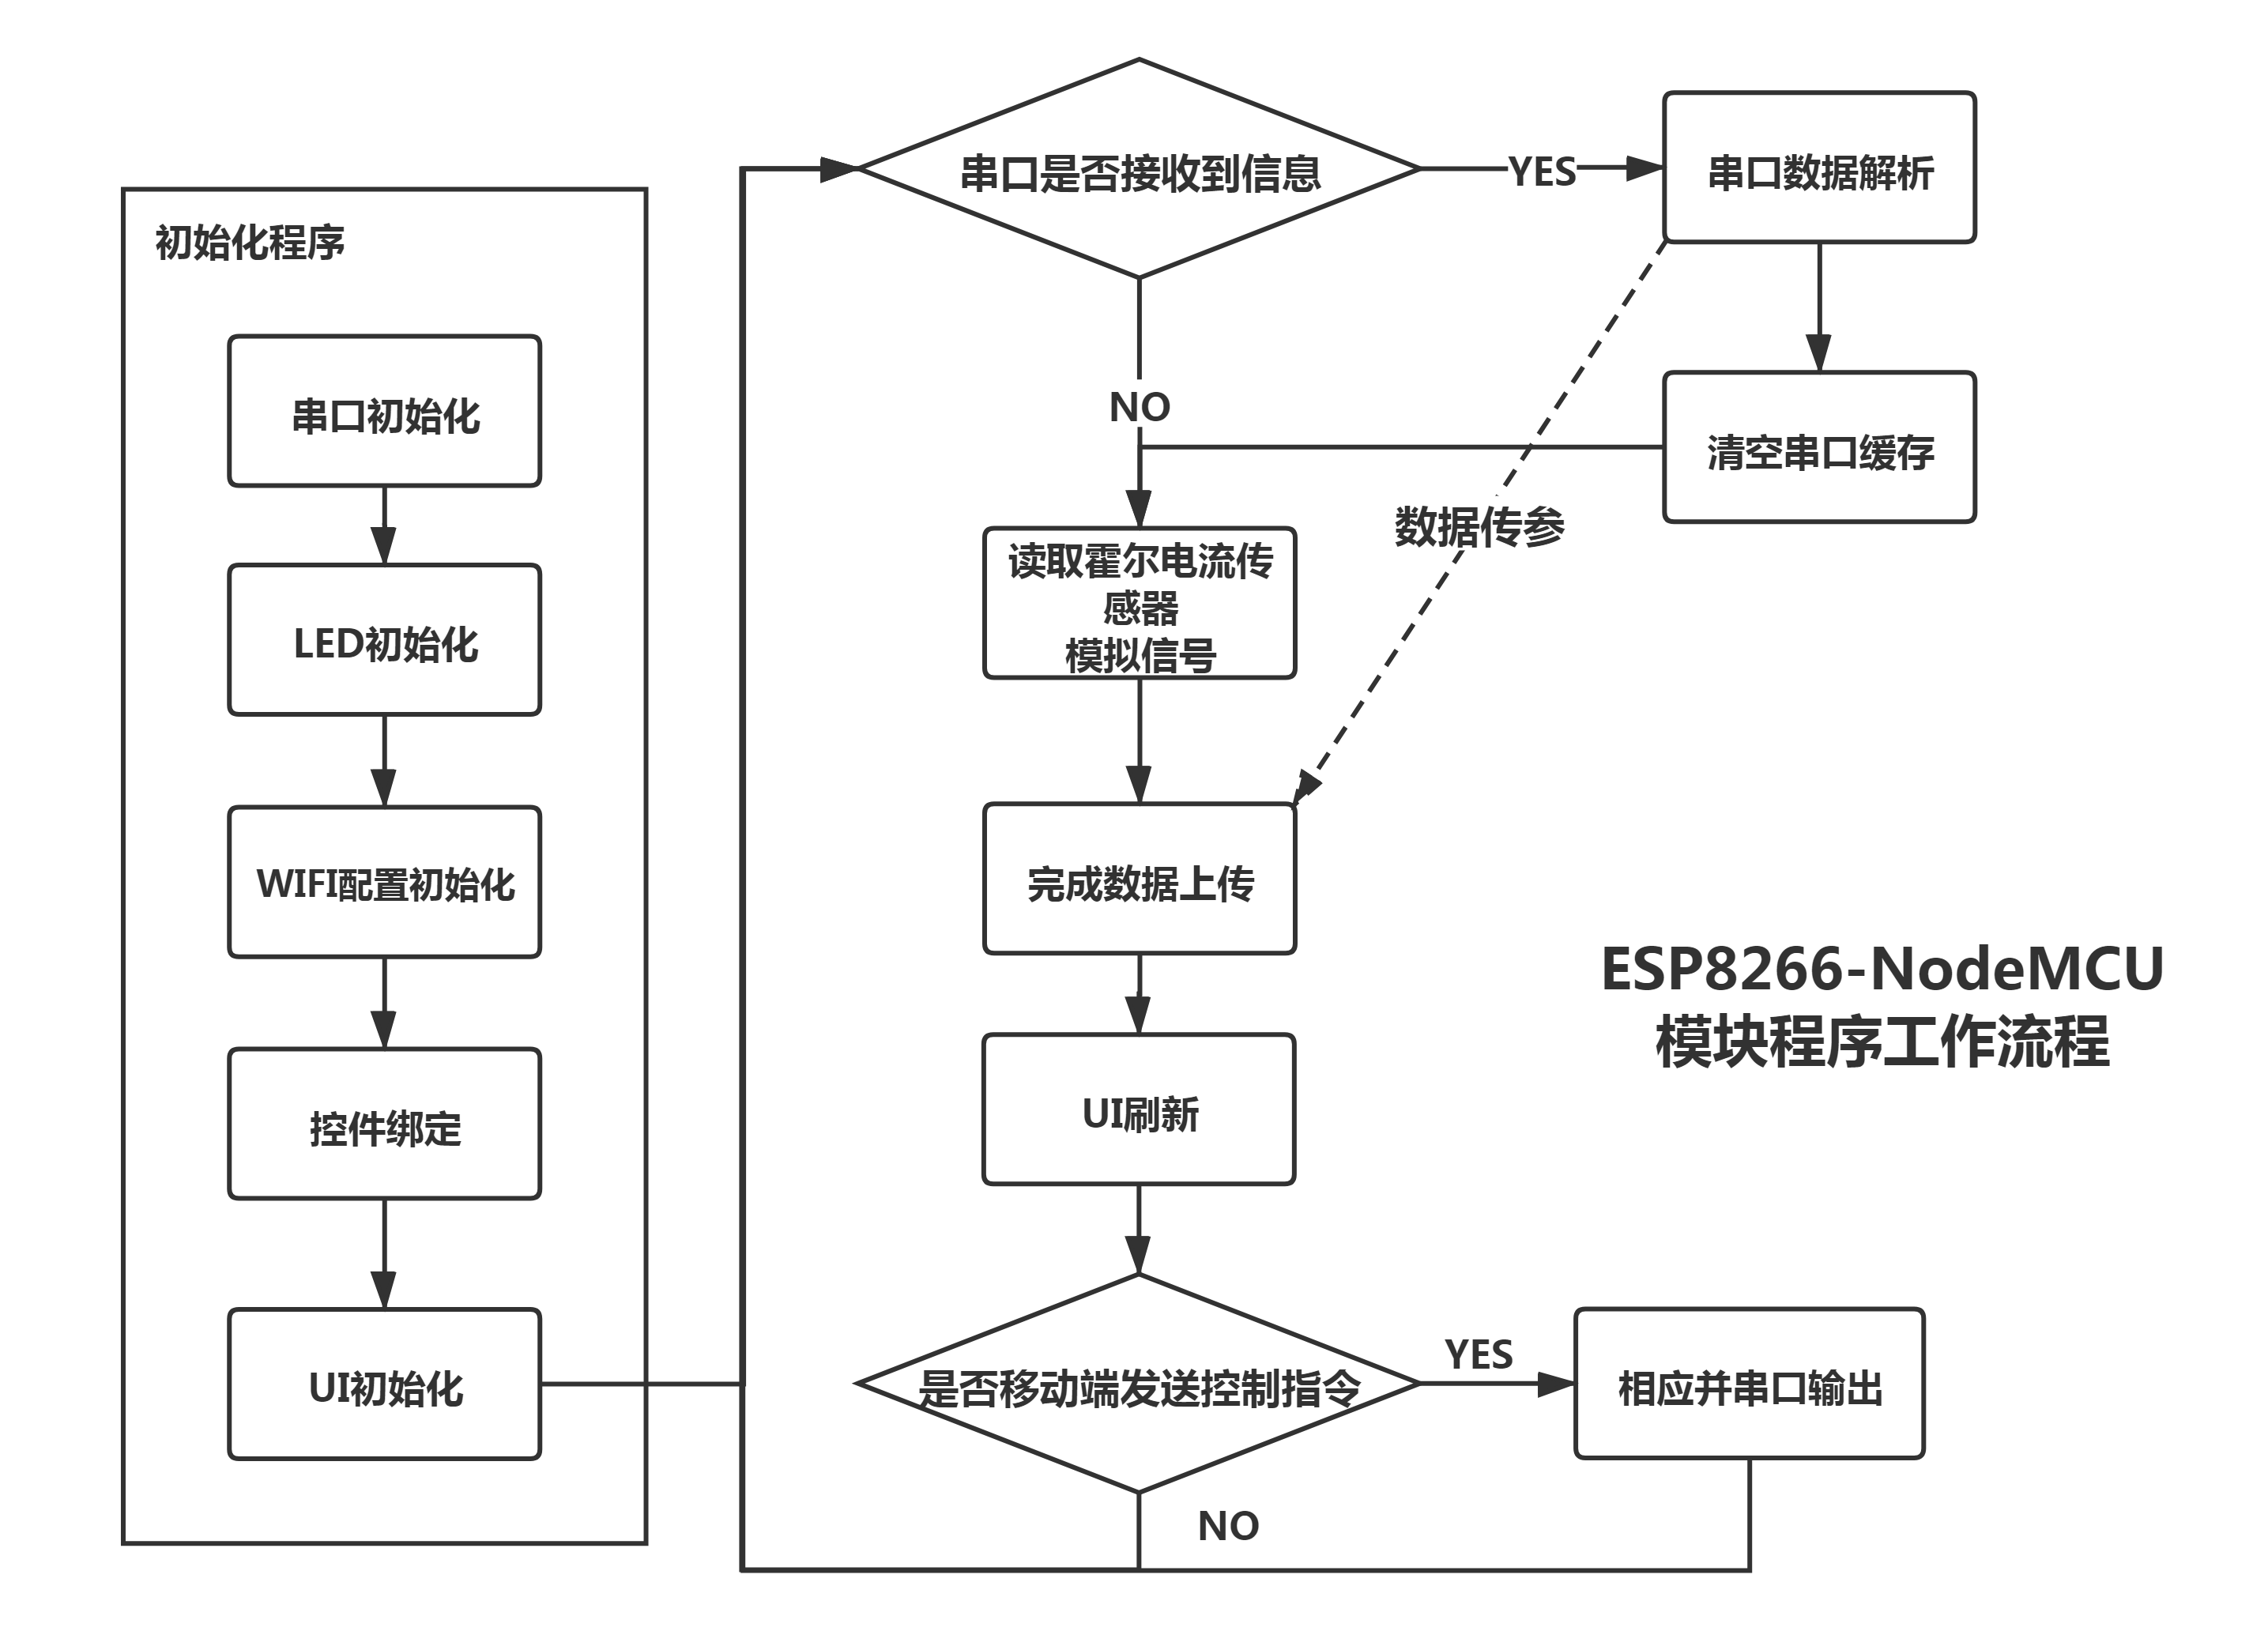 初始化程序
串口初始化
LED初始化
WIFI配置初始化
控件绑定
UI初始化
串口是否接收到信息
YES
串口数据解析
NO
清空串口缓存
数据传参
读取霍尔电流传
感器
模拟信号
完成数据上传
UI刷新
是否移动端发送控制指令
YES
相应并串口输出
NO
ESP8266-NodeMCU
模块程序工作流程